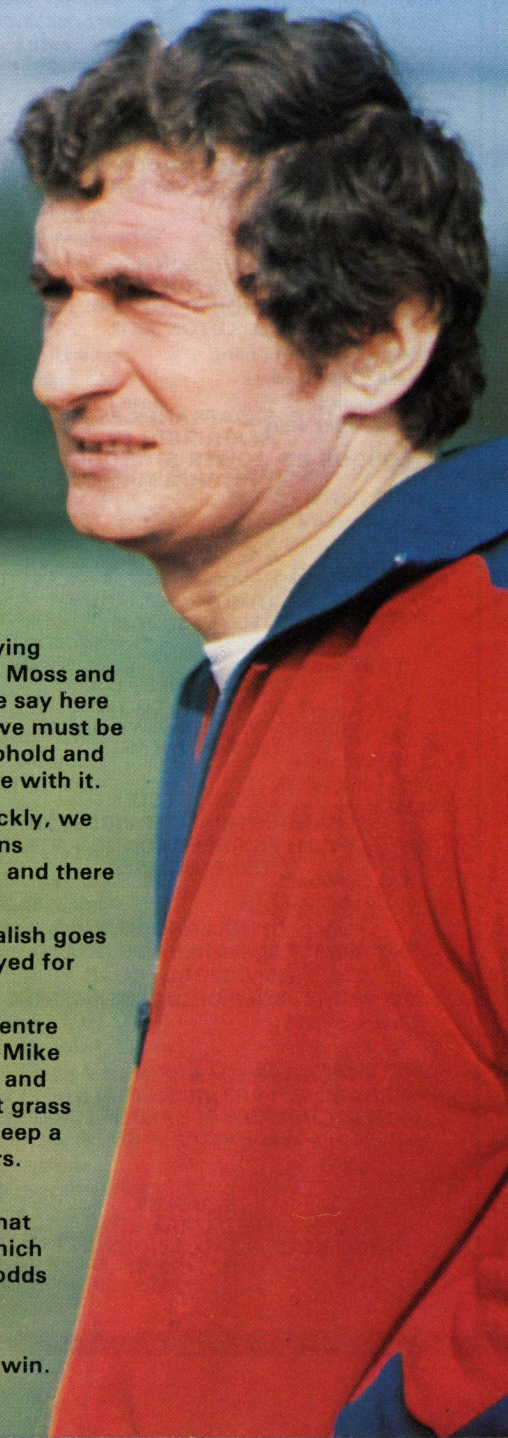 ying
Moss and
e say here
we must be
phold and
e with it.
ckly, we
ns
and there
alish goes
yed for
entre
Mike
and
t grass
eep a
rs.
hat
hich
odds
win.